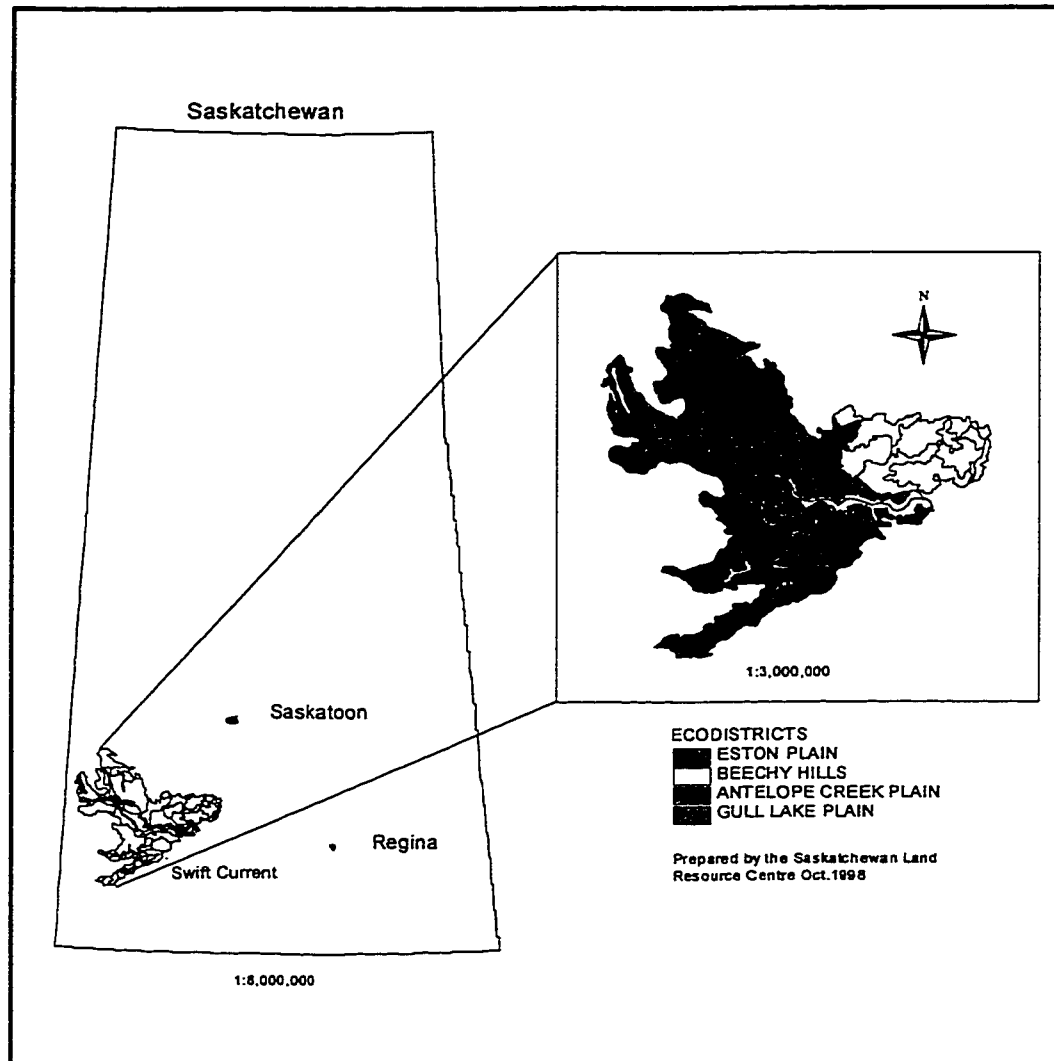 Saskatchewan
N
1:3,000,000
Saskatoon
ECODISTRICTS
ESTON PLAIN
BEECHY HILLS
ANTELOPE CREEK PLAIN
GULL LAKE PLAIN
Regina
Swift Current
Prepared by the Saskatchewan Land
Resource Centre Oct.1998
1:8,000,000